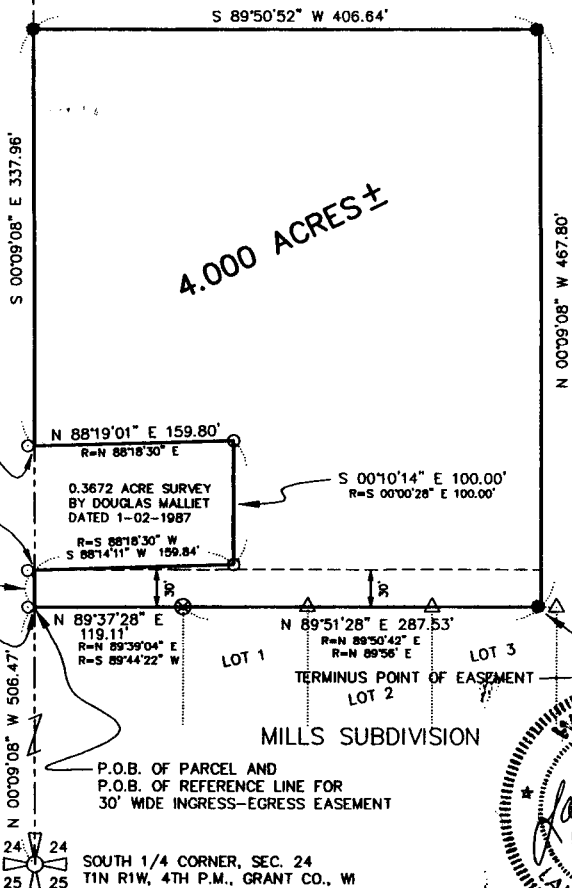 S 89°50'52" W 406.64'
S 00°09'08" E 337.96'
4.000 ACRES±
N 00°09'08" W 467.80'
N 88°19'01" E 159.80'
R=N 88°18'30" E
S 00°10'14" E 100.00'
R=S 00°00'28" E 100.00'
0.3672 ACRE SURVEY
BY DOUGLAS MALLIET
DATED 1-02-1987
R=S 88°18'30" W
S 88°14'11" W 159.84'
30'
30'
N 89°37'28" E
119.11'
R=N 89°39'04" E
R=S 89°44'22" W
N 89°51'28" E 287.53'
R=N 89°50'42" E
R=N 89°56' E
LOT 1
LOT 2
LOT 3
TERMINUS POINT OF EASEMENT
MILLS SUBDIVISION
N 00°09'08" W 506.47'
P.O.B. OF PARCEL AND
P.O.B. OF REFERENCE LINE FOR
30' WIDE INGRESS-EGRESS EASEMENT
24 24
25 25
SOUTH 1/4 CORNER, SEC. 24
T1N R1W, 4TH P.M., GRANT CO., WI